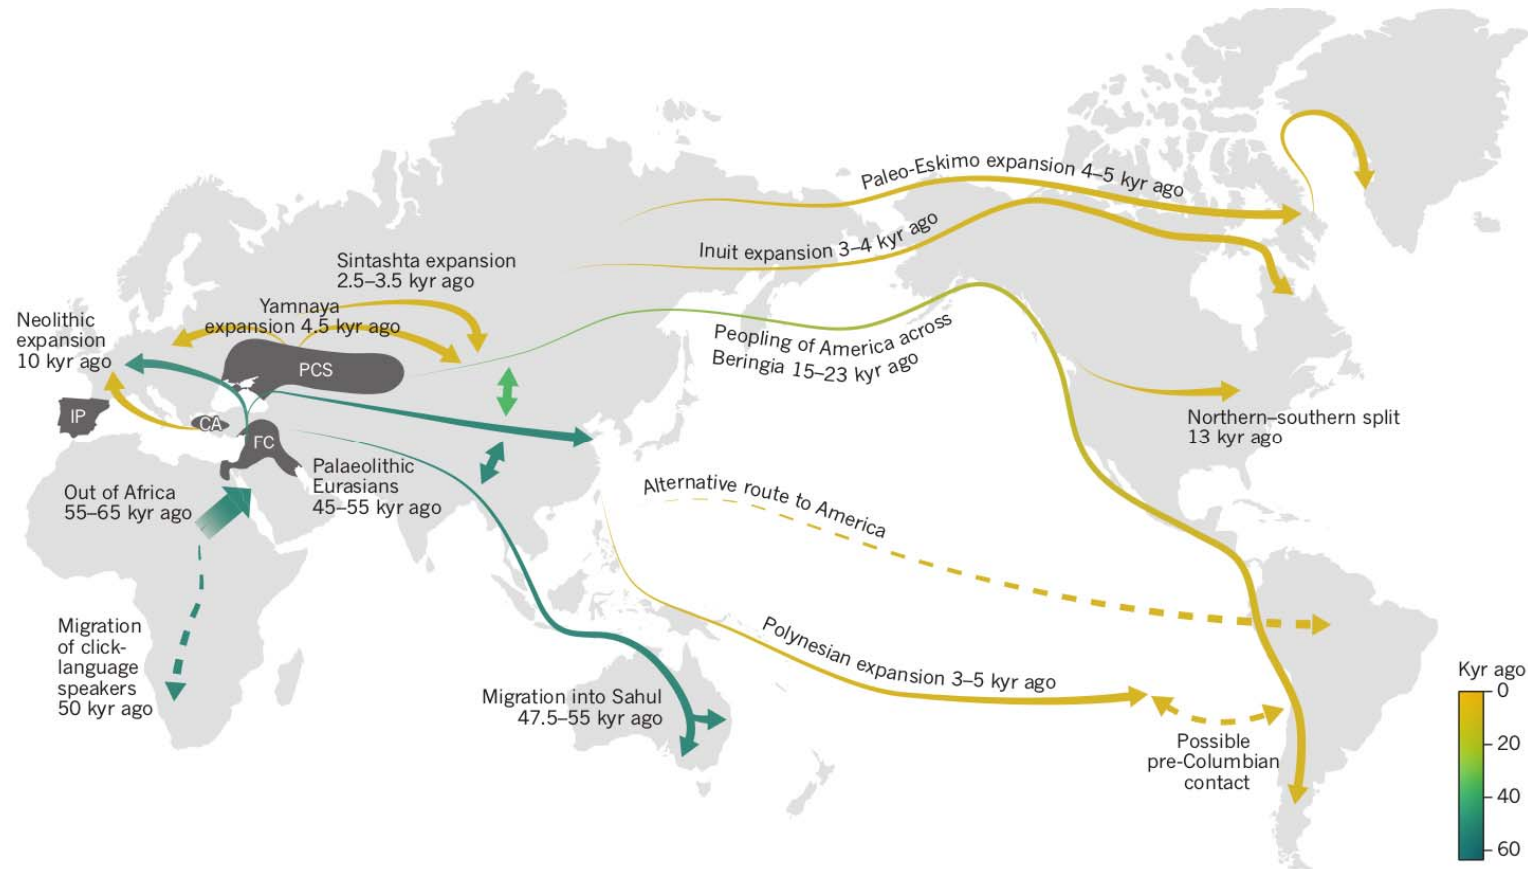 Paleo-Eskimo expansion 4–5 kyr ago
Inuit expansion 3–4 kyr ago
Sintashta expansion
2.5–3.5 kyr ago
Yamnaya
expansion 4.5 kyr ago
Neolithic
expansion
10 kyr ago
PCS
IP
CA
FC
Peopling of America across
Beringia 15–23 kyr ago
Northern–southern split
13 kyr ago
Palaeolithic
Eurasians
45–55 kyr ago
Out of Africa
55–65 kyr ago
Alternative route to America
Migration
of click-
language
speakers
50 kyr ago
Polynesian expansion 3–5 kyr ago
Migration into Sahul
47.5–55 kyr ago
Possible
pre-Columbian
contact
Kyr ago
0
20
40
60